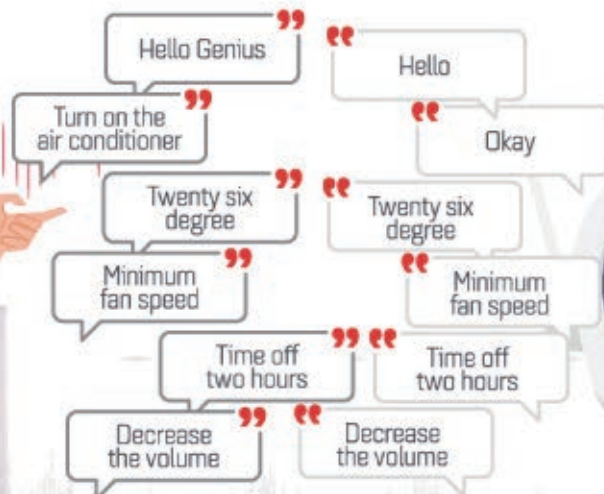 Hello Genius
Hello
Turn on the
air conditioner
Okay
Twenty six
degree
Twenty six
degree
Minimum
fan speed
Minimum
fan speed
Time off
two hours
Time off
two hours
Decrease
the volume
Decrease
the volume